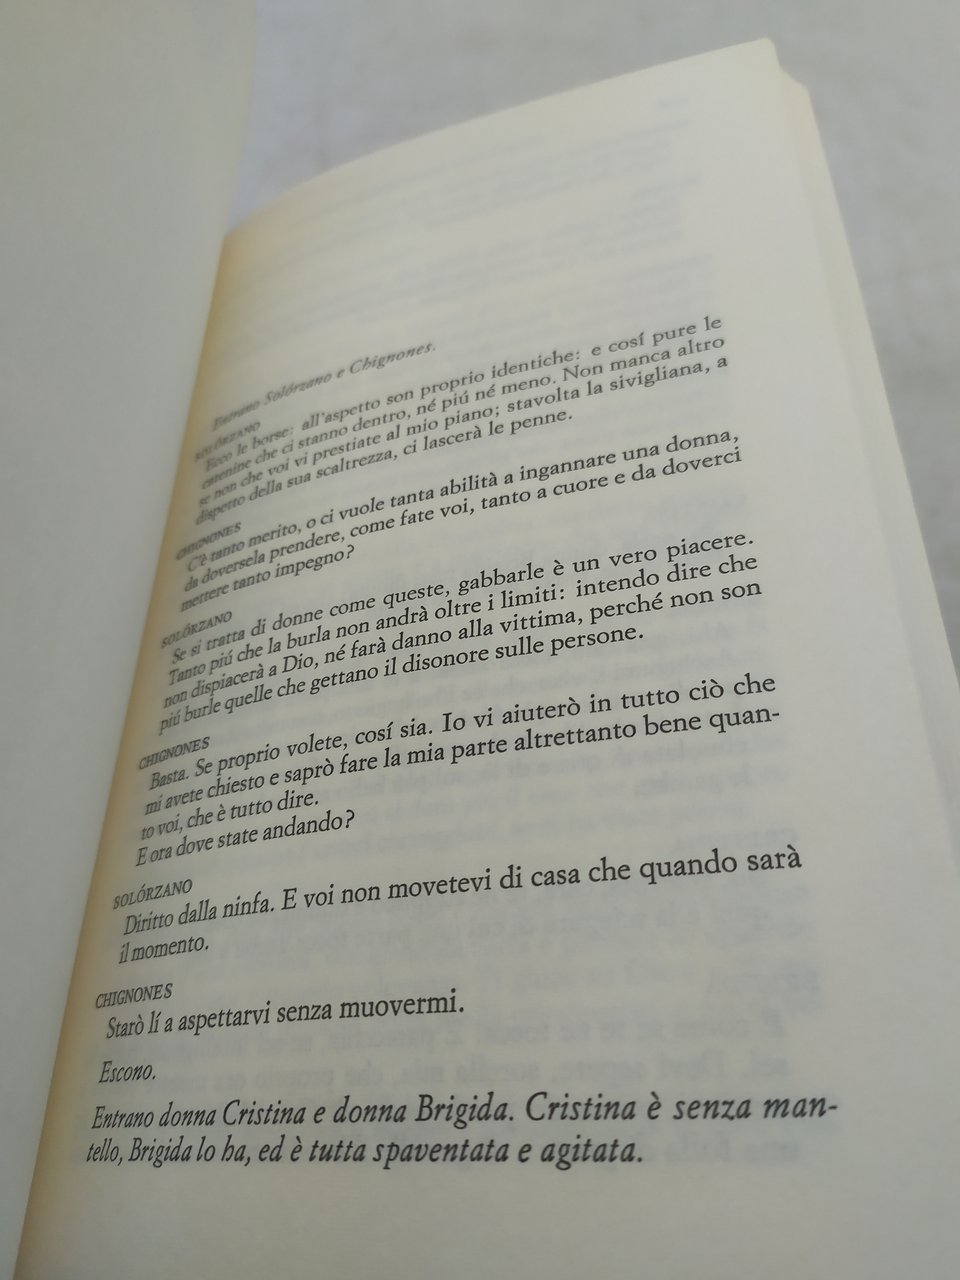 Entrano Solórzano e Chignones.
SOLÓRZANO
Ecco le borse: all'aspetto son proprio identiche: e cosí pure le
catenine che ci stanno dentro, né piú né meno. Non manca altro
se non che voi vi prestiate al mio piano; stavolta la sivigliana, a
dispetto della sua scaltrezza, ci lascerà le penne.
CHIGNONES
C'è tanto merito, o ci vuole tanta abilità a ingannare una donna,
da doversela prendere, come fate voi, tanto a cuore e da doverci
mettere tanto impegno?
SOLÓRZANO
Se si tratta di donne come queste, gabbarle è un vero piacere.
Tanto piú che la burla non andrà oltre i limiti: intendo dire che
non dispiacerà a Dio, né farà danno alla vittima, perché non son
piú burle quelle che gettano il disonore sulle persone.
CHIGNONES
Basta. Se proprio volete, cosí sia. Io vi aiuterò in tutto ciò che
mi avete chiesto e saprò fare la mia parte altrettanto bene quan-
to voi, che è tutto dire.
E ora dove state andando?
SOLÓRZANO
Diritto dalla ninfa. E voi non movetevi di casa che quando sarà
il momento.
CHIGNONES
Starò lí a aspettarvi senza muovermi.
Escono.
Entrano donna Cristina e donna Brigida. Cristina è senza man-
tello, Brigida lo ha, ed è tutta spaventata e agitata.